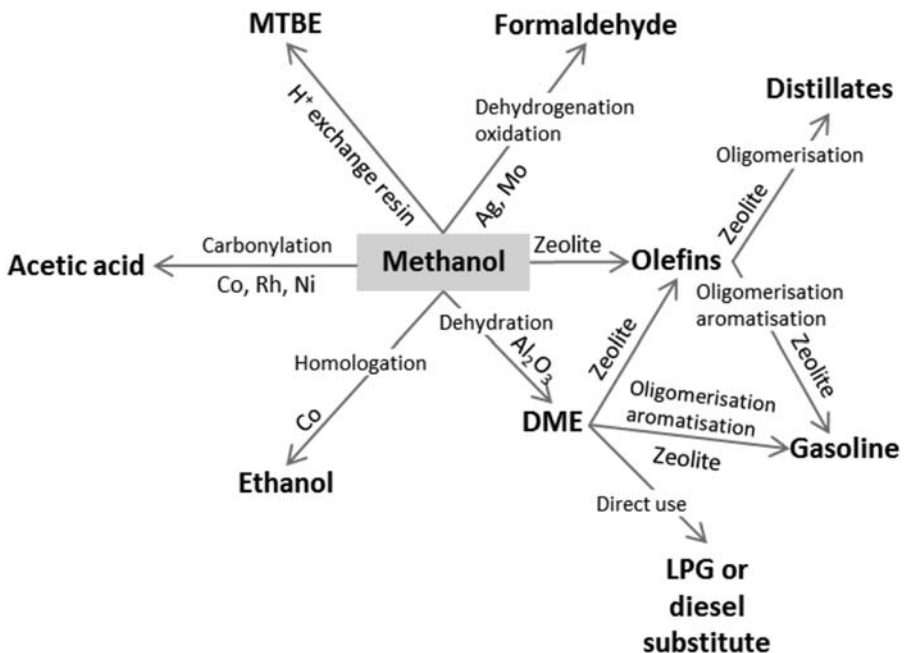 MTBE
Formaldehyde
Distillates
H⁺ exchange resin
Dehydrogenation
oxidation
Ag, Mo
Oligomerisation
Zeolite
Acetic acid
Carbonylation
Co, Rh, Ni
Methanol
Zeolite
Olefins
Oligomerisation
aromatisation
Zeolite
Dehydration
Al₂O₃
Zeolite
Homologation
Co
Ethanol
DME
Oligomerisation
aromatisation
Zeolite
Gasoline
Direct use
LPG or
diesel
substitute